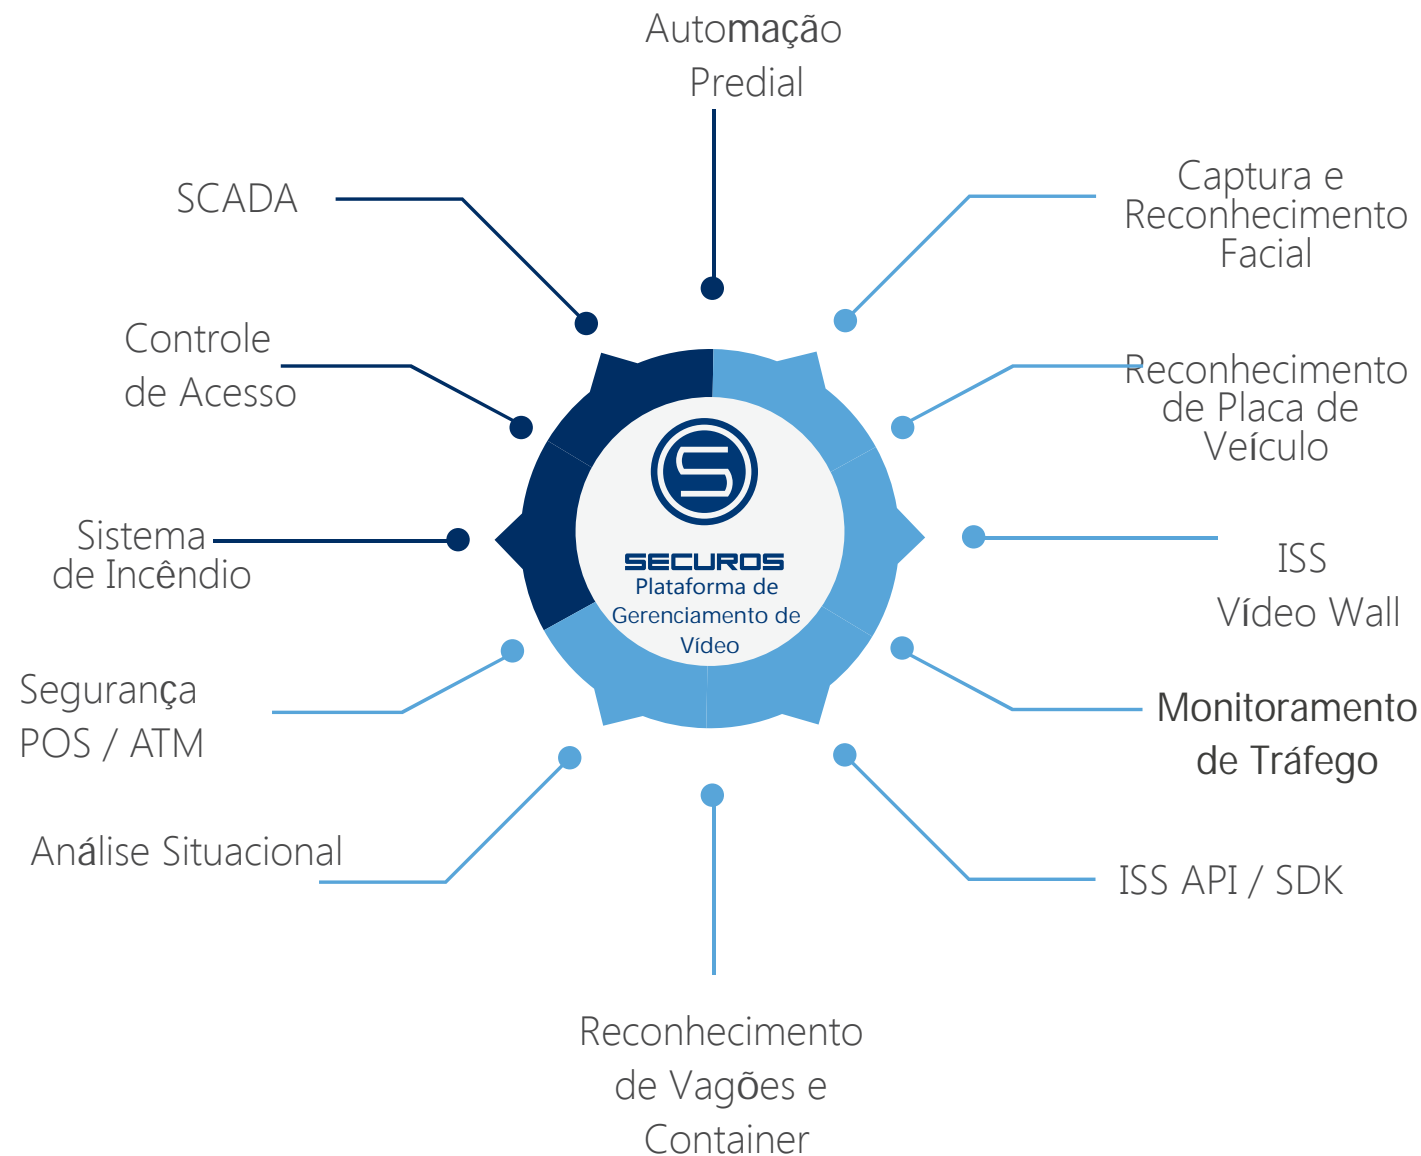 Automação
Predial
SCADA
Captura e
Reconhecimento
Facial
Controle
de Acesso
Reconhecimento
de Placa de
Veículo
Sistema
de Incêndio
SECUROS
Plataforma de
Gerenciamento de
Vídeo
ISS
Vídeo Wall
Segurança
POS / ATM
Monitoramento
de Tráfego
Análise Situacional
ISS API / SDK
Reconhecimento
de Vagões e
Container